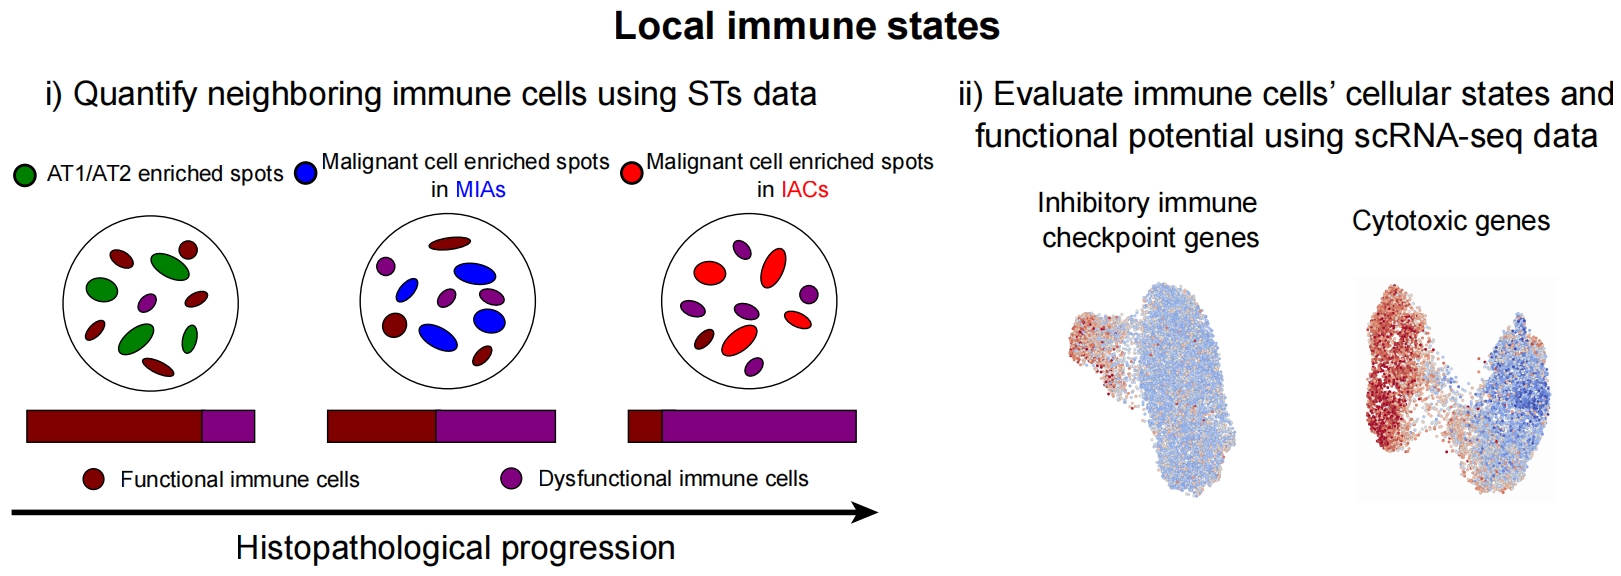 Local immune states
i) Quantify neighboring immune cells using STs data
ii) Evaluate immune cells’ cellular states and
functional potential using scRNA-seq data
AT1/AT2 enriched spots
Malignant cell enriched spots
in MIAs
Malignant cell enriched spots
in IACs
Inhibitory immune
checkpoint genes
Cytotoxic genes
Functional immune cells
Dysfunctional immune cells
Histopathological progression